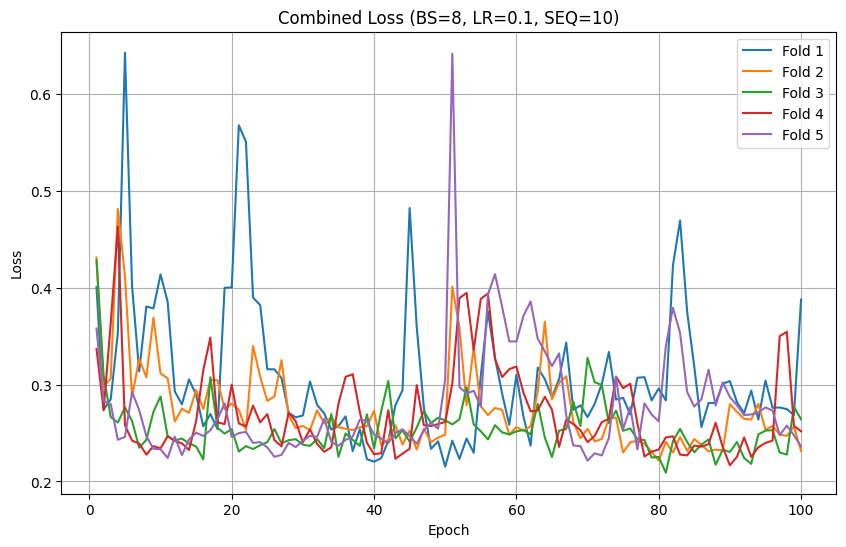 Combined Loss (BS=8, LR=0.1, SEQ=10)
Fold 1
Fold 2
Fold 3
Fold 4
Fold 5
Loss
0.6
0.5
0.4
0.3
0.2
0
20
40
60
80
100
Epoch